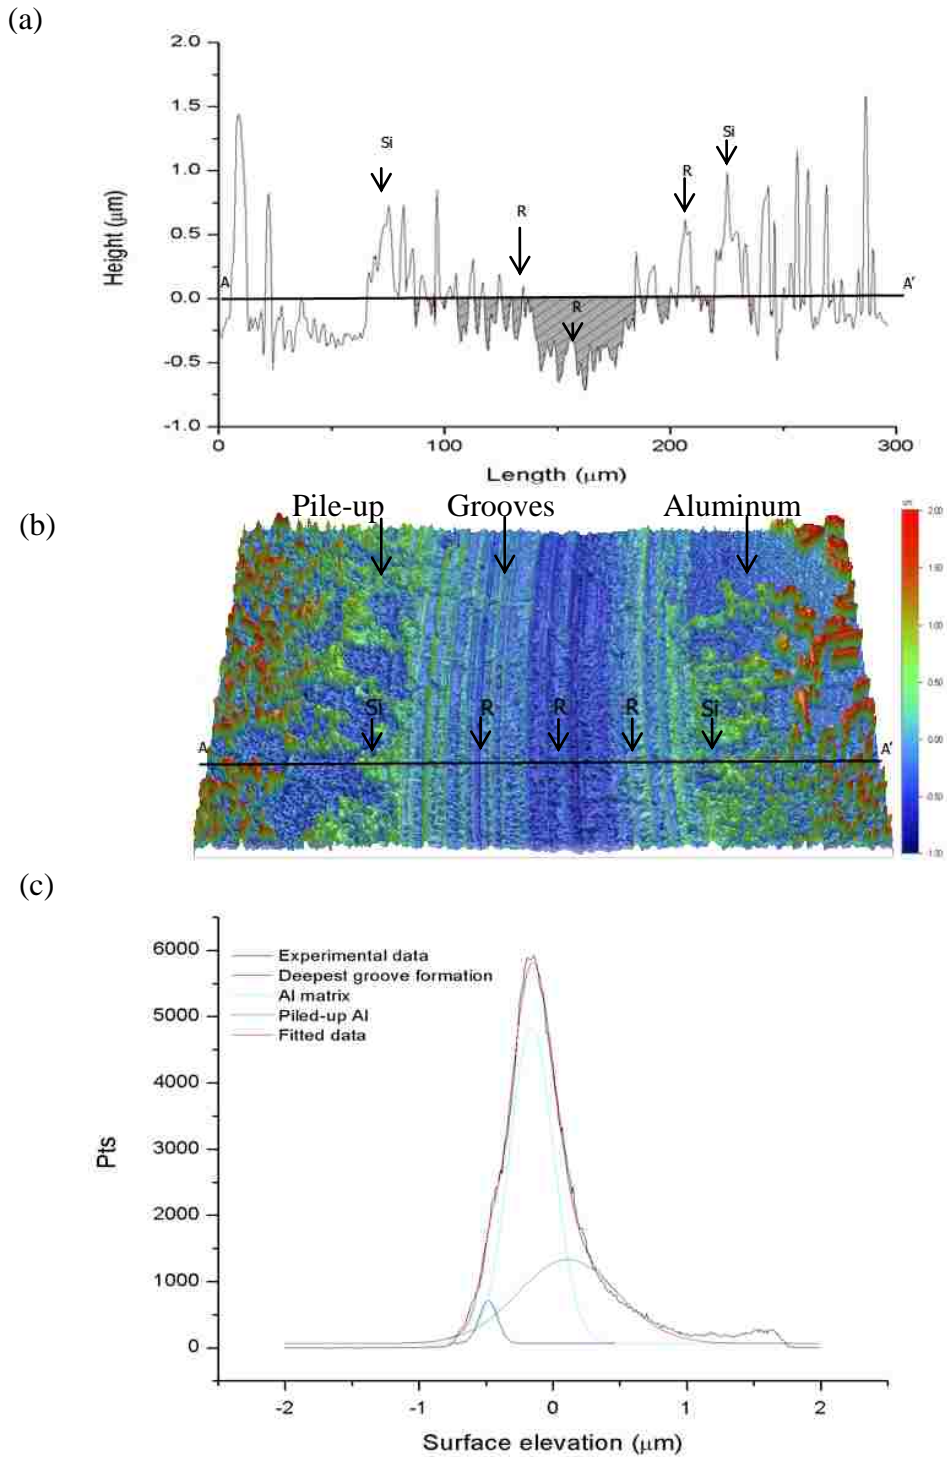 (a)
2.0
1.5
1.0
0.5
0.0
-0.5
-1.0
Height (μm)
Si
R
R
R
Si
A
A'
0
100
200
300
Length (μm)
(b)
Pile-up
Grooves
Aluminum
Si
R
R
R
Si
A
A'
um
2.00
1.00
0.50
0.00
-0.50
-1.00
(c)
6000
5000
4000
3000
2000
1000
0
Pts
Experimental data
Deepest groove formation
Al matrix
Piled-up Al
Fitted data
-2
-1
0
1
2
Surface elevation (μm)